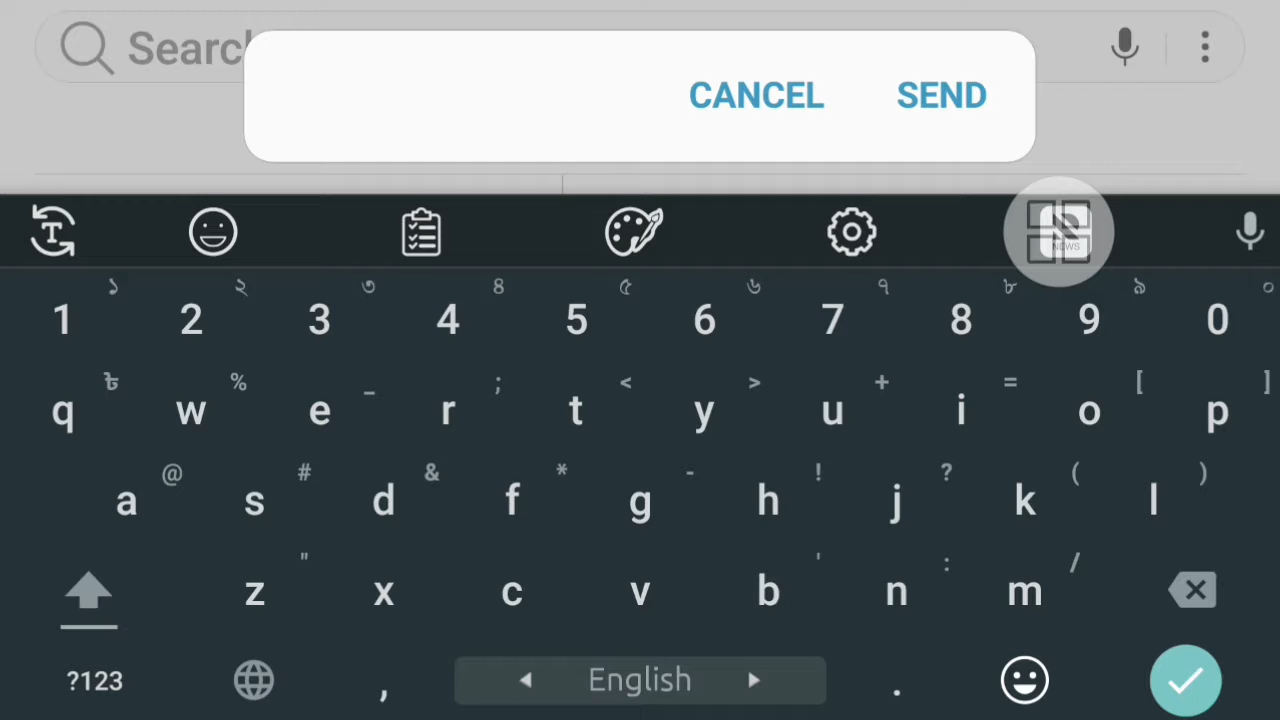 Search
CANCEL SEND
T
NEWS
১ ২ ৩ ৪ ৫ ৬ ৭ ৮ ৯ ০
1 2 3 4 5 6 7 8 9 0
৳ % _ ; < > + = [ ]
q w e r t y u i o p
@ # & * - ! ? ( )
a s d f g h j k l
" ' : /
z x c v b n m
?123 , English .